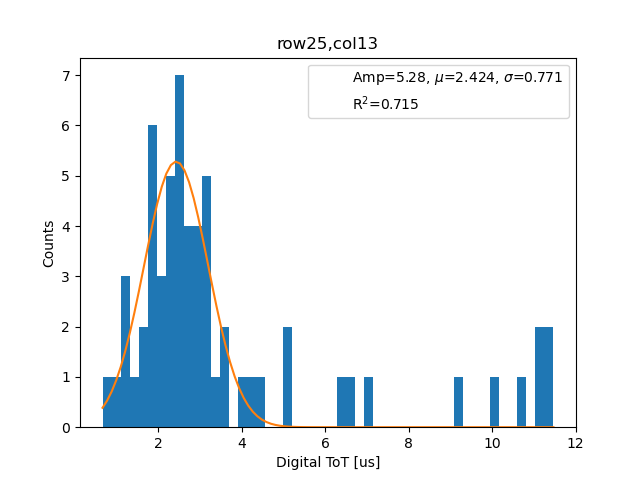 row25,col13
Amp=5.28, μ=2.424, σ=0.771
R²=0.715
7
6
5
4
3
2
1
0
Counts
2 4 6 8 10 12
Digital ToT [us]